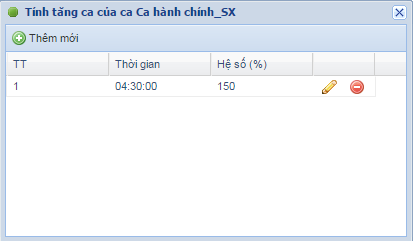 Tính tăng ca của ca Ca hành chính_SX
Thêm mới
TT Thời gian Hệ số (%)
1 04:30:00 150